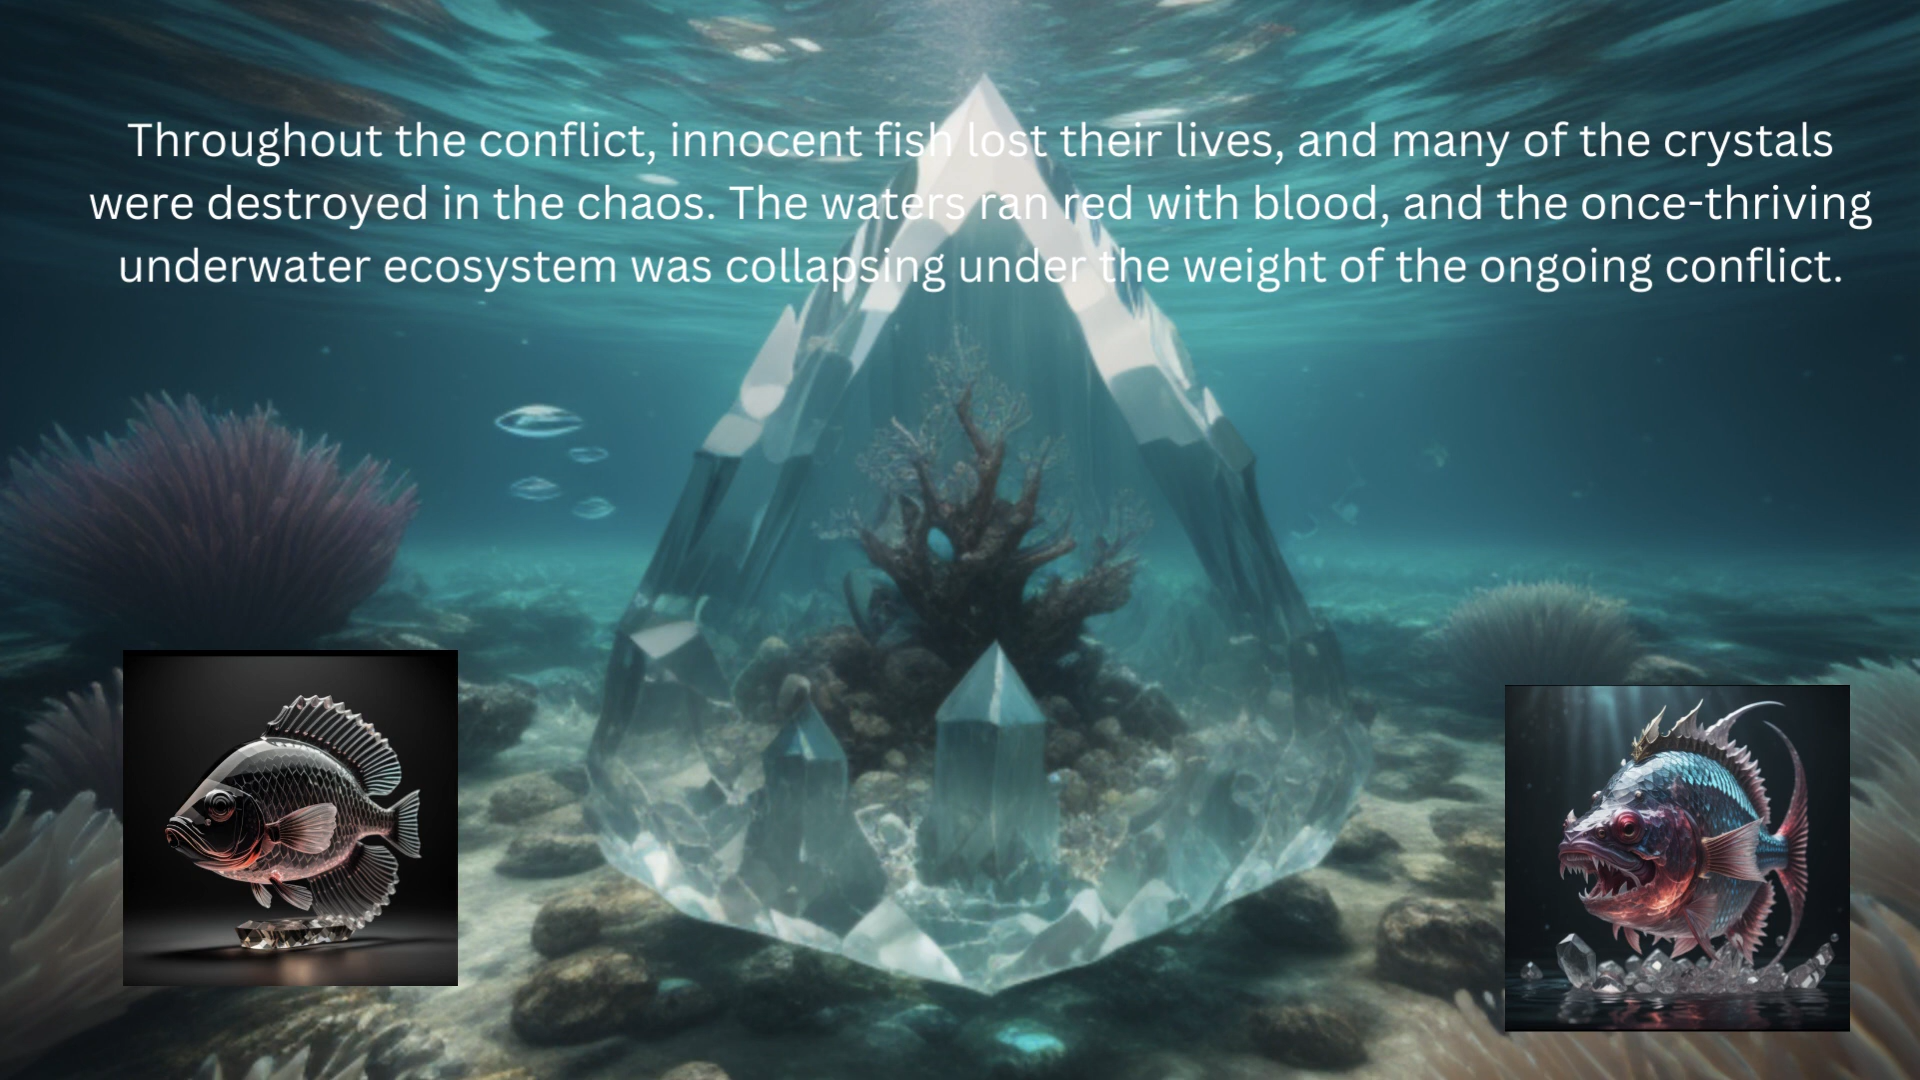 Throughout the conflict, innocent fish lost their lives, and many of the crystals
were destroyed in the chaos. The waters ran red with blood, and the once-thriving
underwater ecosystem was collapsing under the weight of the ongoing conflict.